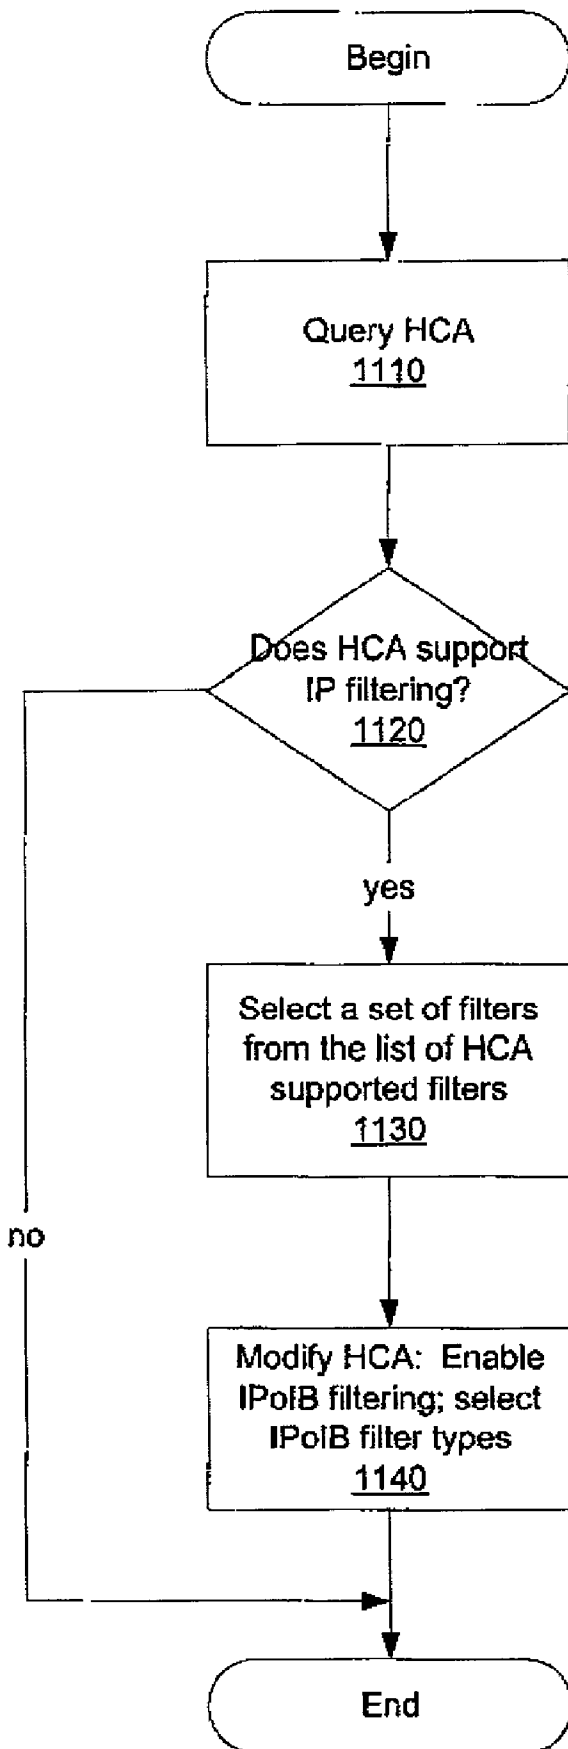 Begin
Query HCA
1110
Does HCA support
IP filtering?
1120
yes
Select a set of filters
from the list of HCA
supported filters
1130
no
Modify HCA: Enable
IPoIB filtering; select
IPoIB filter types
1140
End